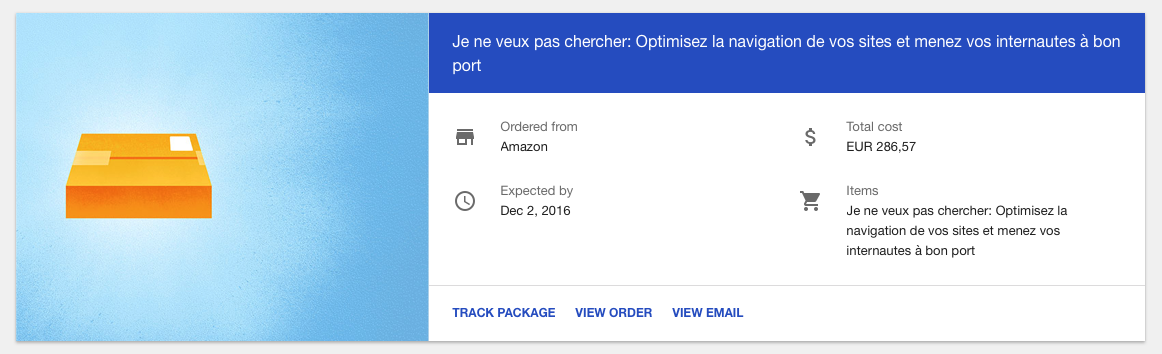 Je ne veux pas chercher: Optimisez la navigation de vos sites et menez vos internautes à bon
port
Ordered from
Amazon
Total cost
EUR 286,57
Expected by
Dec 2, 2016
Items
Je ne veux pas chercher: Optimisez la
navigation de vos sites et menez vos
internautes à bon port
TRACK PACKAGE
VIEW ORDER
VIEW EMAIL